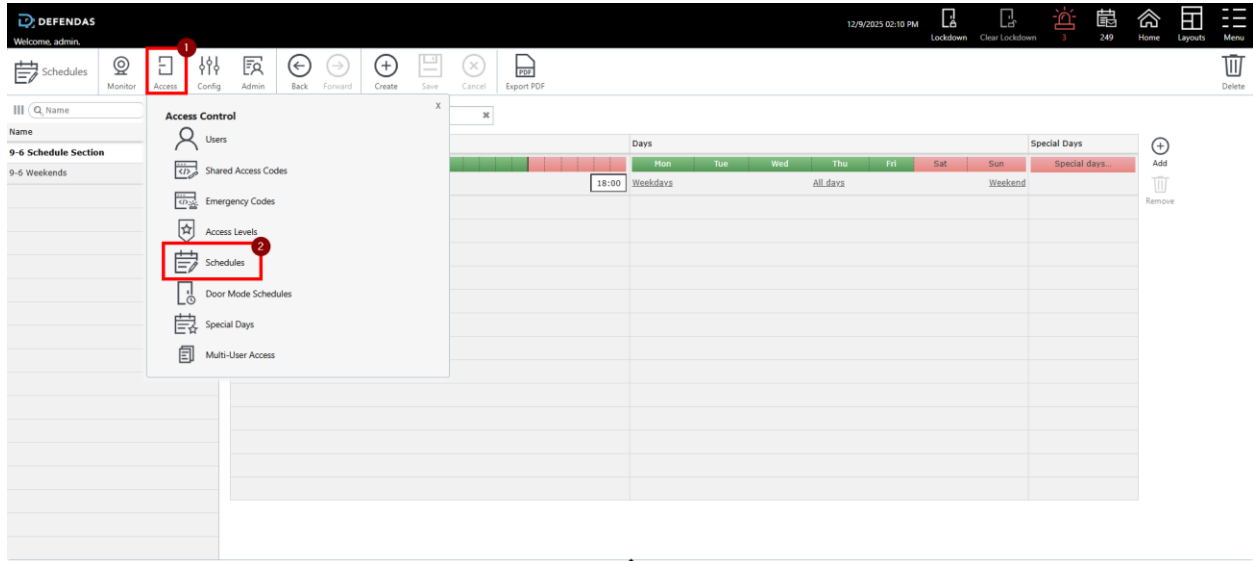 DEFENDAS
Welcome, admin.
12/9/2025 02:10 PM
Lockdown
Clear Lockdown
3
249
Home
Layouts
Menu
Schedules
Monitor
1
Access
Config
Admin
Back
Forward
Create
Save
Cancel
PDF
Export PDF
Delete
Name
Name
9-6 Schedule Section
9-6 Weekends
X
Access Control
Users
Shared Access Codes
Emergency Codes
Access Levels
2
Schedules
Door Mode Schedules
Special Days
Multi-User Access
Days
Special Days
Mon Tue Wed Thu Fri Sat Sun
Special days...
18:00
Weekdays
All days
Weekend
Add
Remove